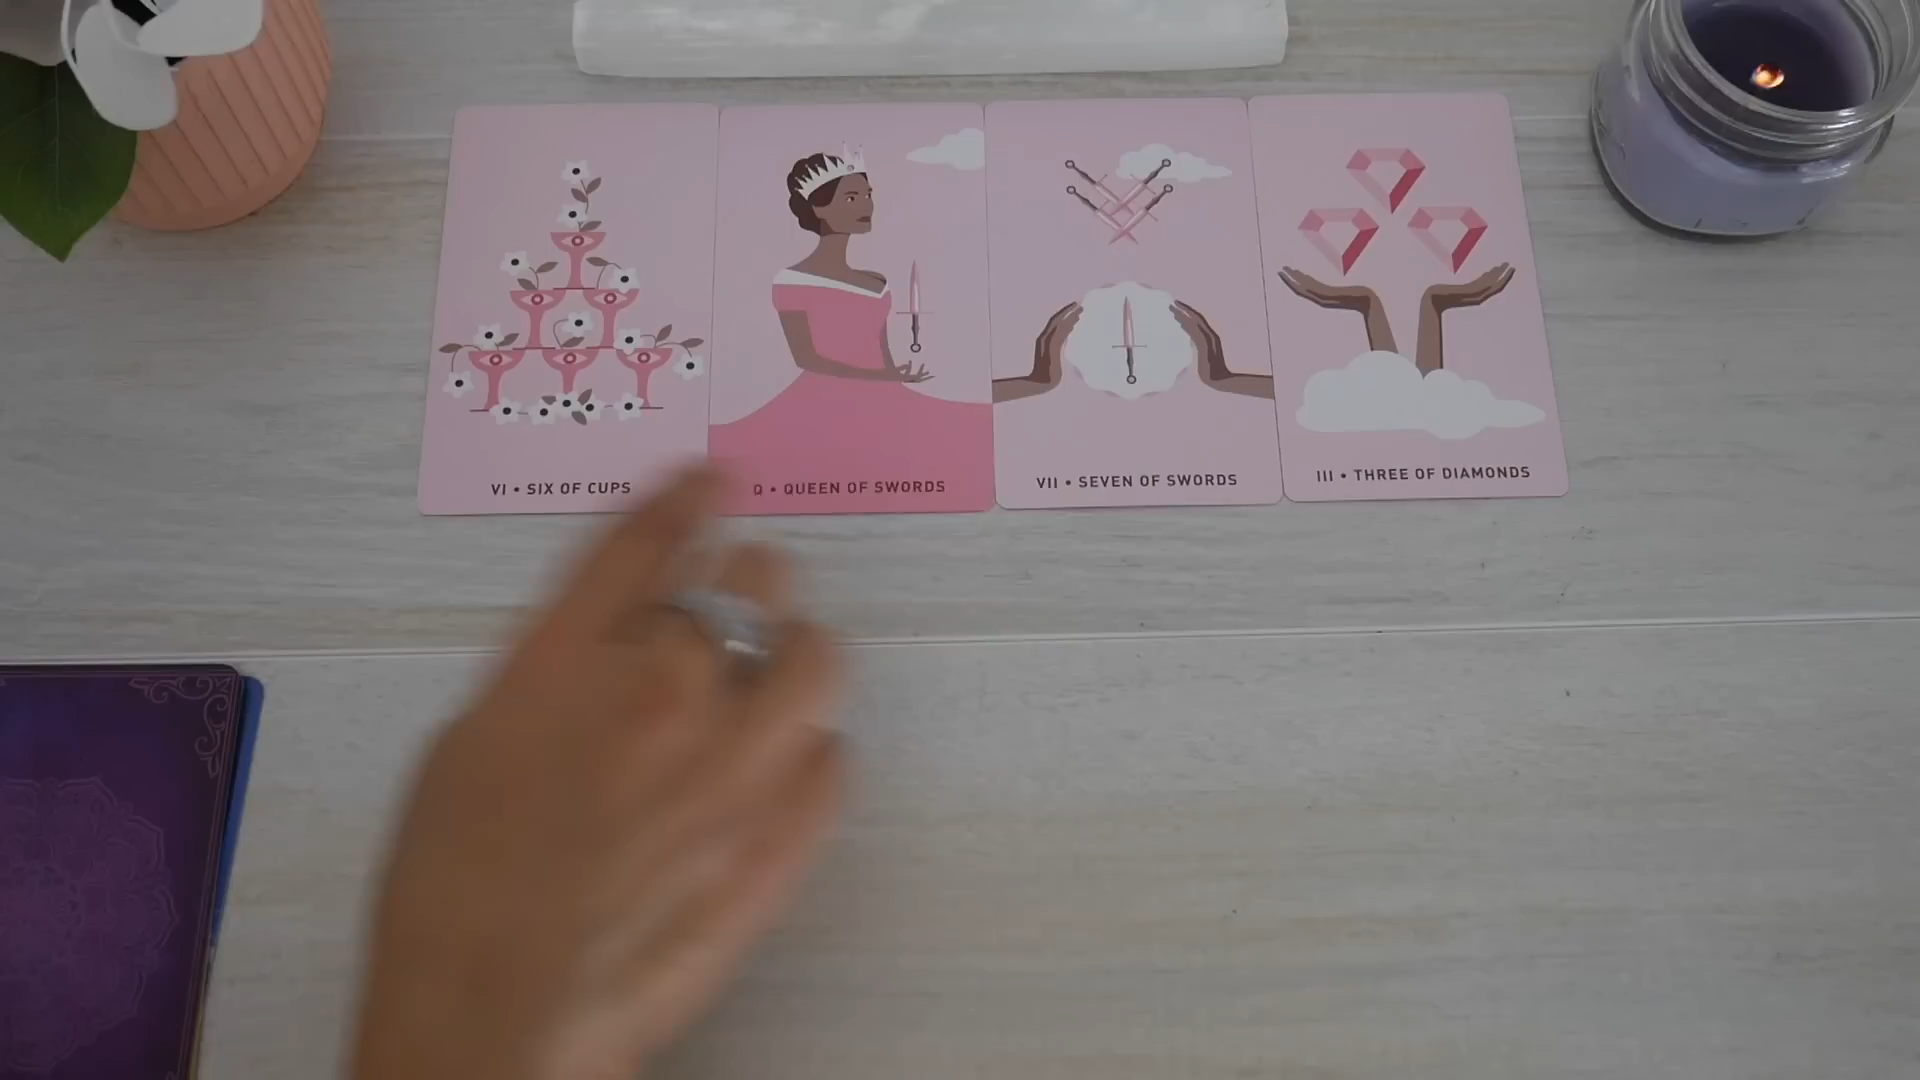 VI • SIX OF CUPS
Q • QUEEN OF SWORDS
VII • SEVEN OF SWORDS
III • THREE OF DIAMONDS